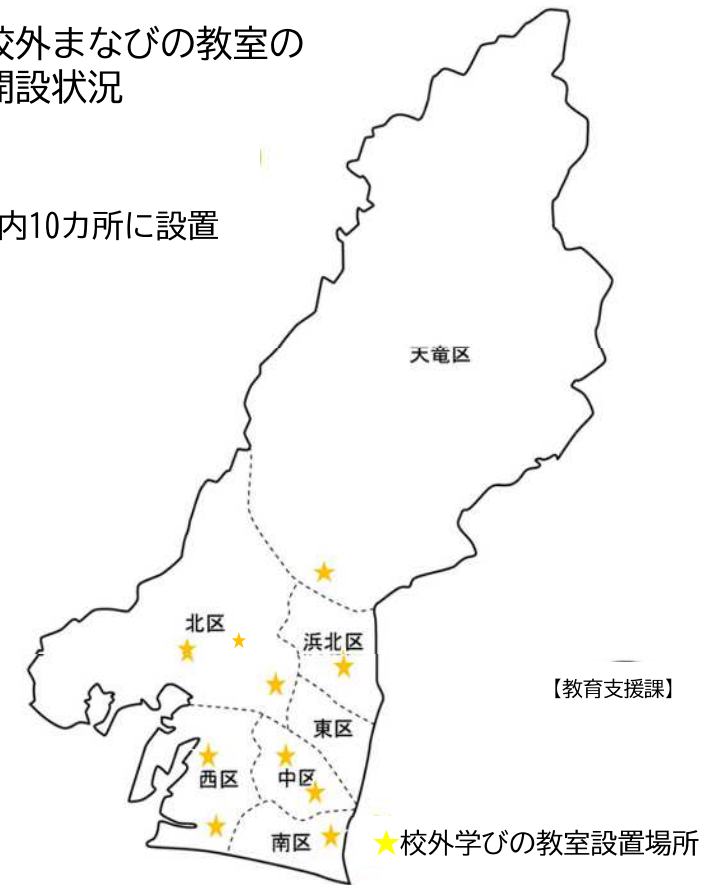 校外まなびの教室の
開設状況
内10カ所に設置
天竜区
北区
浜北区
【教育支援課】
東区
西区
中区
南区
★校外学びの教室設置場所